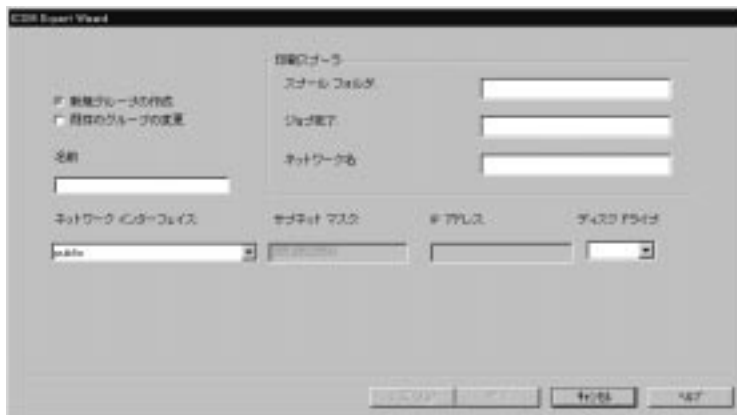 印刷スプーラ
スプール フォルダ
新規グループの作成
既存のグループの変更
ジョブ完了
名前
ネットワーク名
ネットワーク インターフェイス
サブネット マスク
IP アドレス
ディスク ドライブ
public
キャンセル
ヘルプ